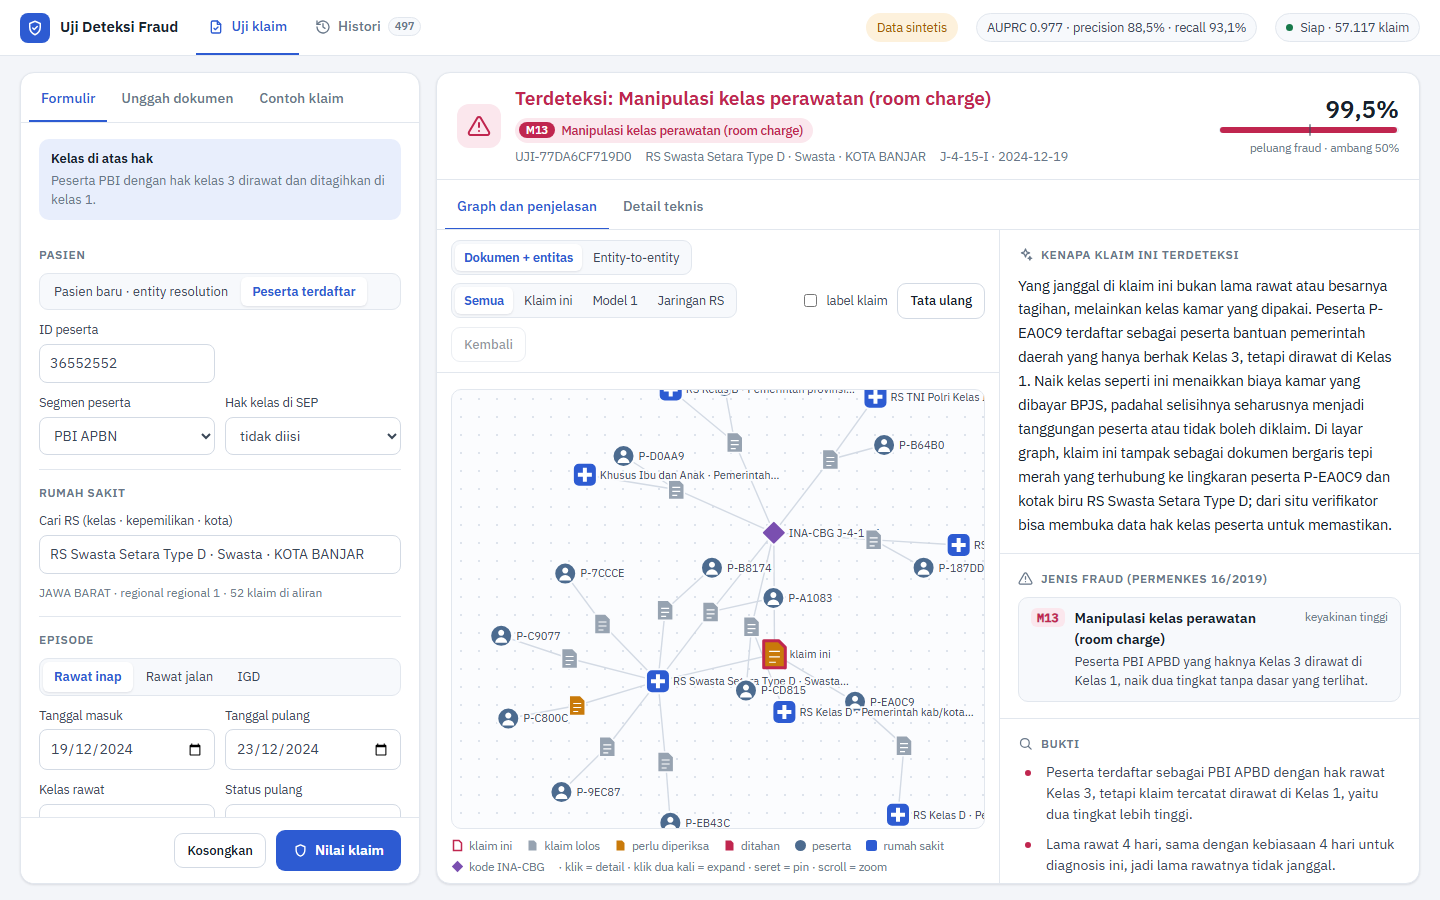 Uji Deteksi Fraud
Uji klaim
Histori 497
Data sintetis
AUPRC 0.977 · precision 88,5% · recall 93,1%
Siap · 57.117 klaim
Formulir
Unggah dokumen
Contoh klaim
Kelas di atas hak
Peserta PBI dengan hak kelas 3 dirawat dan ditagihkan di
kelas 1.
PASIEN
Pasien baru · entity resolution
Peserta terdaftar
ID peserta
36552552
Segmen peserta
Hak kelas di SEP
PBI APBN
tidak diisi
RUMAH SAKIT
Cari RS (kelas · kepemilikan · kota)
RS Swasta Setara Type D · Swasta · KOTA BANJAR
JAWA BARAT · regional regional 1 · 52 klaim di aliran
EPISODE
Rawat inap
Rawat jalan
IGD
Tanggal masuk
Tanggal pulang
19/12/2024
23/12/2024
Kelas rawat
Status pulang
Kosongkan
Nilai klaim
Terdeteksi: Manipulasi kelas perawatan (room charge)
M13 Manipulasi kelas perawatan (room charge)
UJI-77DA6CF719D0 RS Swasta Setara Type D · Swasta · KOTA BANJAR J-4-15-I · 2024-12-19
99,5%
peluang fraud · ambang 50%
Graph dan penjelasan
Detail teknis
Dokumen + entitas
Entity-to-entity
Semua
Klaim ini
Model 1
Jaringan RS
label klaim
Tata ulang
Kembali
RS Kelas B · Pemerintah provinsi...
RS TNI Polri Kelas
P-D0AA9
P-B64B0
Khusus Ibu dan Anak · Pemerintah...
INA-CBG J-4-1
RS
P-187DD
P-7CCCE
P-B8174
P-A1083
P-C9077
klaim ini
RS Swasta Setara Type D · Swasta...
P-CD815
P-EA0C9
RS Kelas D · Pemerintah kab/kota...
P-C800C
P-9EC87
P-EB43C
RS Kelas D · Pe
klaim ini
klaim lolos
perlu diperiksa
ditahan
peserta
rumah sakit
kode INA-CBG
· klik = detail · klik dua kali = expand · seret = pin · scroll = zoom
KENAPA KLAIM INI TERDETEKSI
Yang janggal di klaim ini bukan lama rawat atau besarnya
tagihan, melainkan kelas kamar yang dipakai. Peserta P-
EA0C9 terdaftar sebagai peserta bantuan pemerintah
daerah yang hanya berhak Kelas 3, tetapi dirawat di Kelas
1. Naik kelas seperti ini menaikkan biaya kamar yang
dibayar BPJS, padahal selisihnya seharusnya menjadi
tanggungan peserta atau tidak boleh diklaim. Di layar
graph, klaim ini tampak sebagai dokumen bergaris tepi
merah yang terhubung ke lingkaran peserta P-EA0C9 dan
kotak biru RS Swasta Setara Type D; dari situ verifikator
bisa membuka data hak kelas peserta untuk memastikan.
JENIS FRAUD (PERMENKES 16/2019)
M13 Manipulasi kelas perawatan
(room charge)
keyakinan tinggi
Peserta PBI APBD yang haknya Kelas 3 dirawat di
Kelas 1, naik dua tingkat tanpa dasar yang terlihat.
BUKTI
Peserta terdaftar sebagai PBI APBD dengan hak rawat
Kelas 3, tetapi klaim tercatat dirawat di Kelas 1, yaitu
dua tingkat lebih tinggi.
Lama rawat 4 hari, sama dengan kebiasaan 4 hari untuk
diagnosis ini, jadi lama rawatnya tidak janggal.